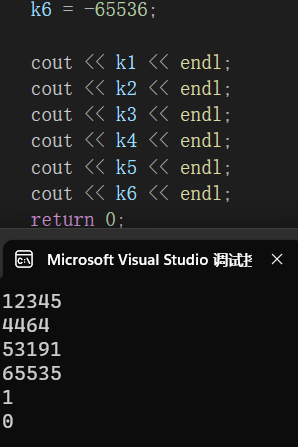 k6 = -65536;
cout << k1 << endl;
cout << k2 << endl;
cout << k3 << endl;
cout << k4 << endl;
cout << k5 << endl;
cout << k6 << endl;
return 0;
C:\
Microsoft Visual Studio 调试
12345
4464
53191
65535
1
0